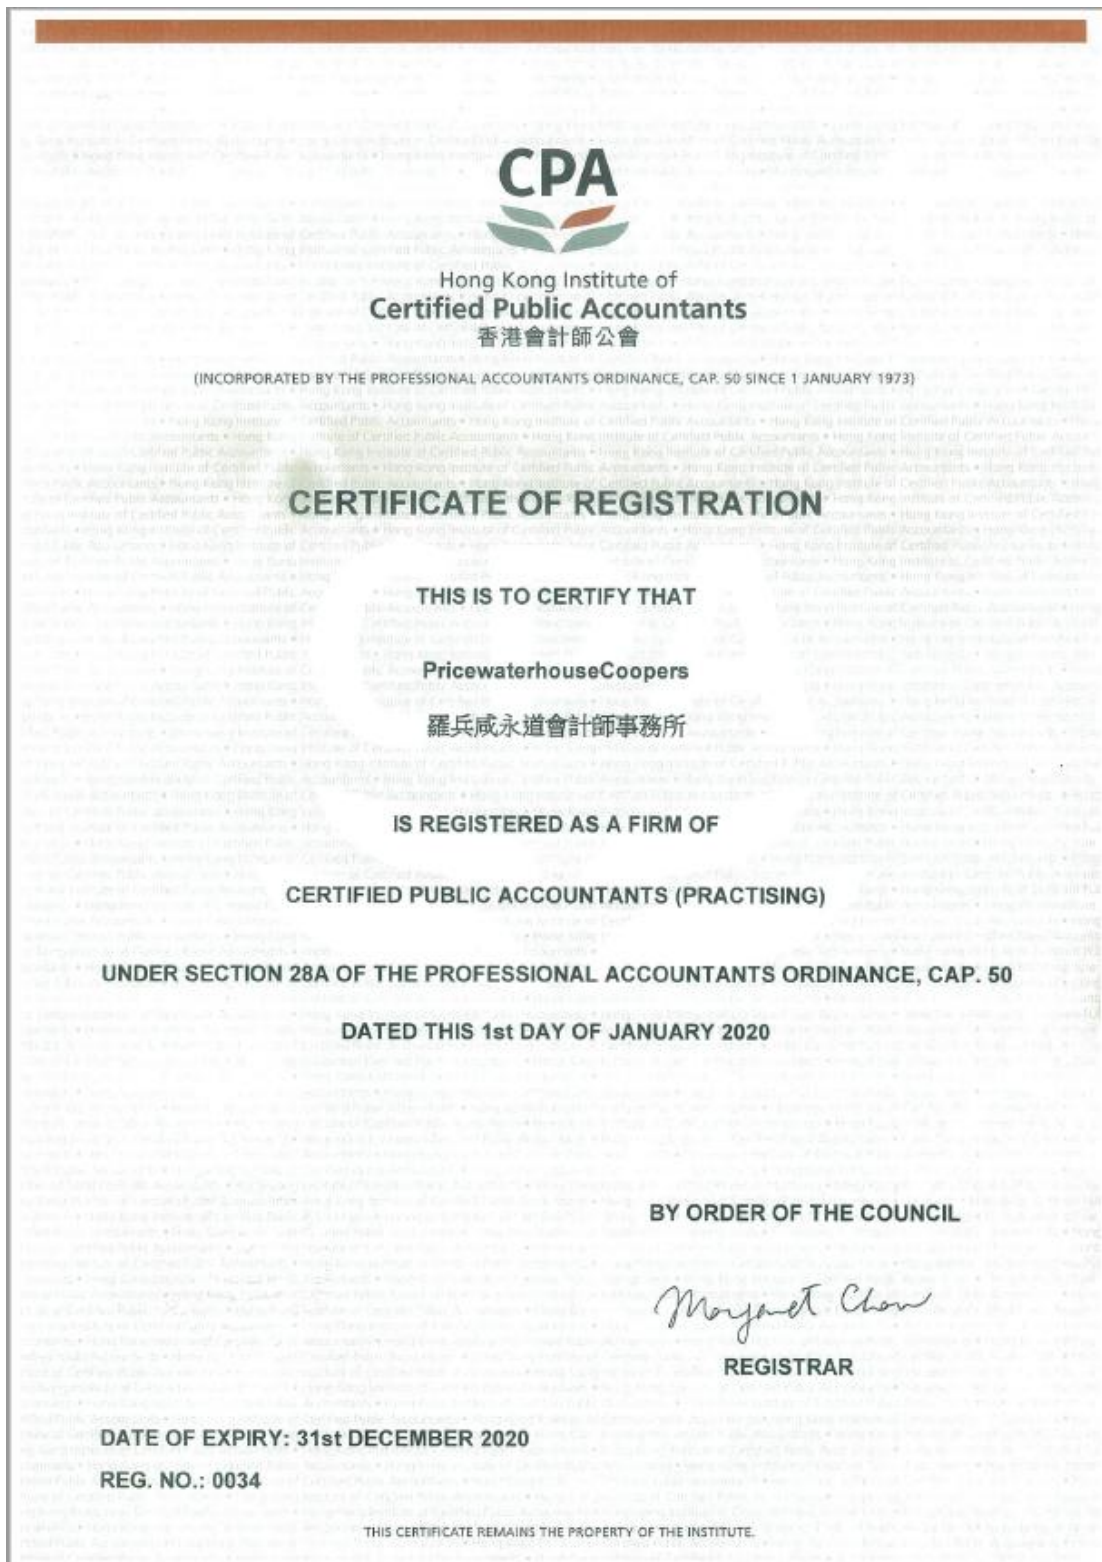 CPA
Hong Kong Institute of
Certified Public Accountants
香港會計師公會
(INCORPORATED BY THE PROFESSIONAL ACCOUNTANTS ORDINANCE, CAP. 50 SINCE 1 JANUARY 1973)
CERTIFICATE OF REGISTRATION
THIS IS TO CERTIFY THAT
PricewaterhouseCoopers
羅兵咸永道會計師事務所
IS REGISTERED AS A FIRM OF
CERTIFIED PUBLIC ACCOUNTANTS (PRACTISING)
UNDER SECTION 28A OF THE PROFESSIONAL ACCOUNTANTS ORDINANCE, CAP. 50
DATED THIS 1st DAY OF JANUARY 2020
BY ORDER OF THE COUNCIL
Margaret Chow
REGISTRAR
DATE OF EXPIRY: 31st DECEMBER 2020
REG. NO.: 0034
THIS CERTIFICATE REMAINS THE PROPERTY OF THE INSTITUTE.